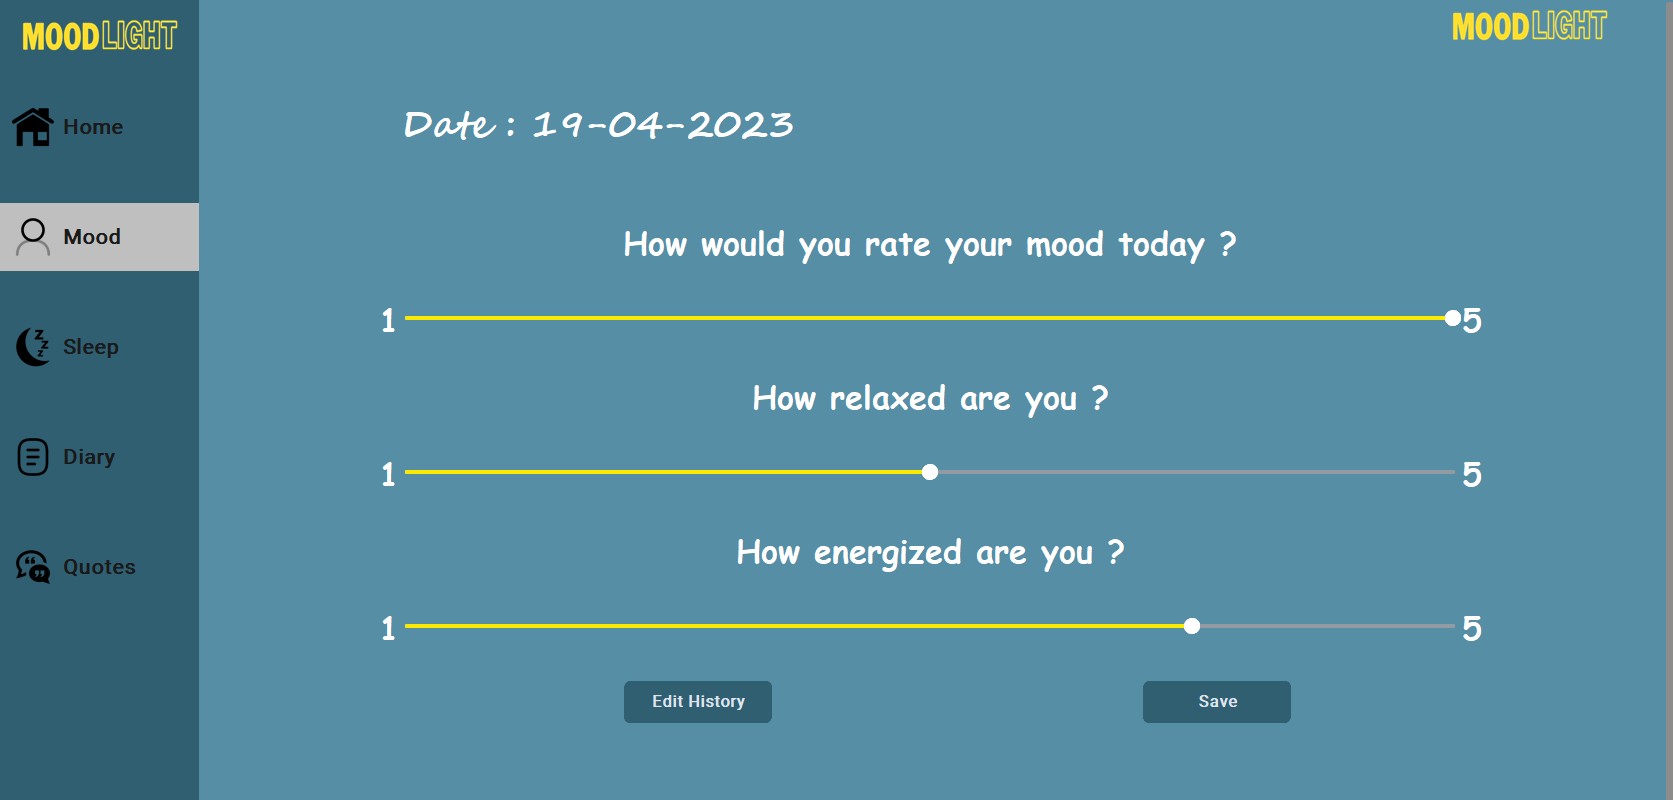 MOODLIGHT
Home
Mood
Sleep
Diary
Quotes
MOODLIGHT
Date : 19-04-2023
How would you rate your mood today ?
1 5
How relaxed are you ?
1 5
How energized are you ?
1 5
Edit History Save